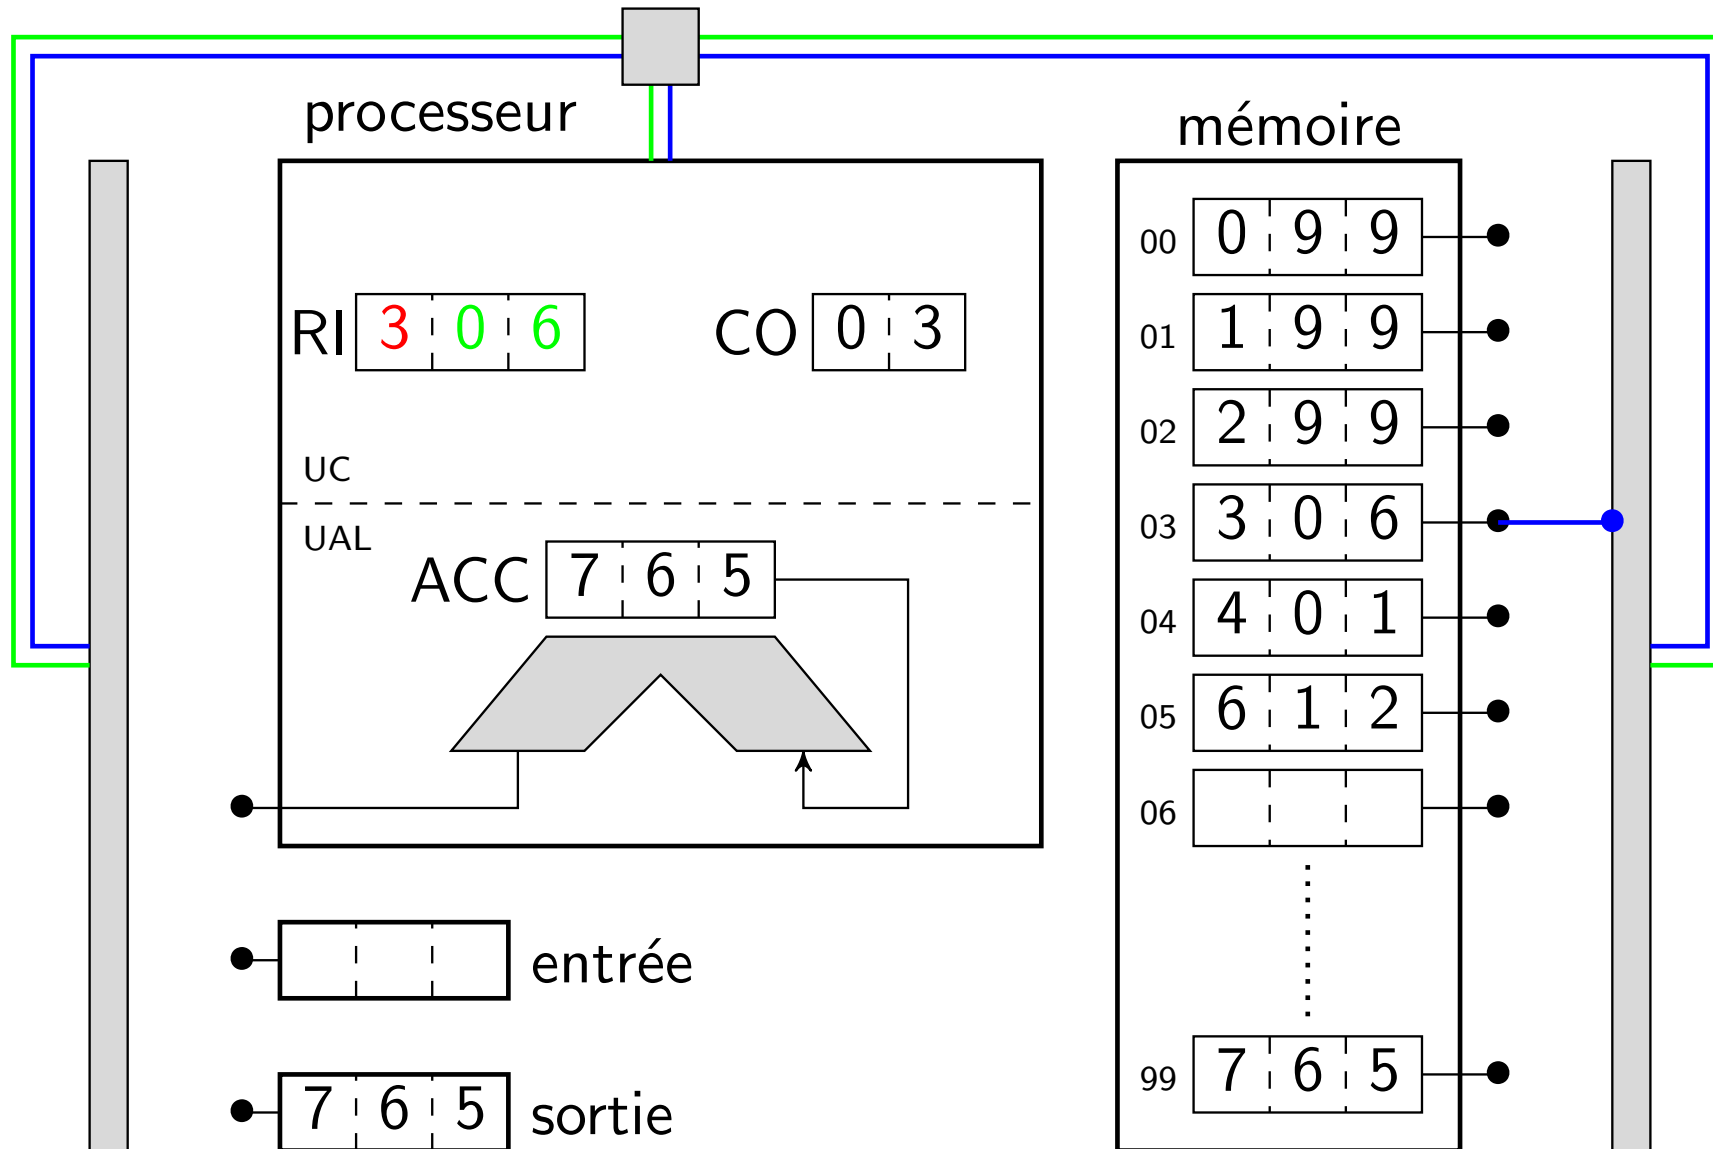 processeur
RI 3 0 6
CO 0 3
UC
UAL
ACC 7 6 5
entrée
7 6 5 sortie
mémoire
00 0 9 9
01 1 9 9
02 2 9 9
03 3 0 6
04 4 0 1
05 6 1 2
06
99 7 6 5